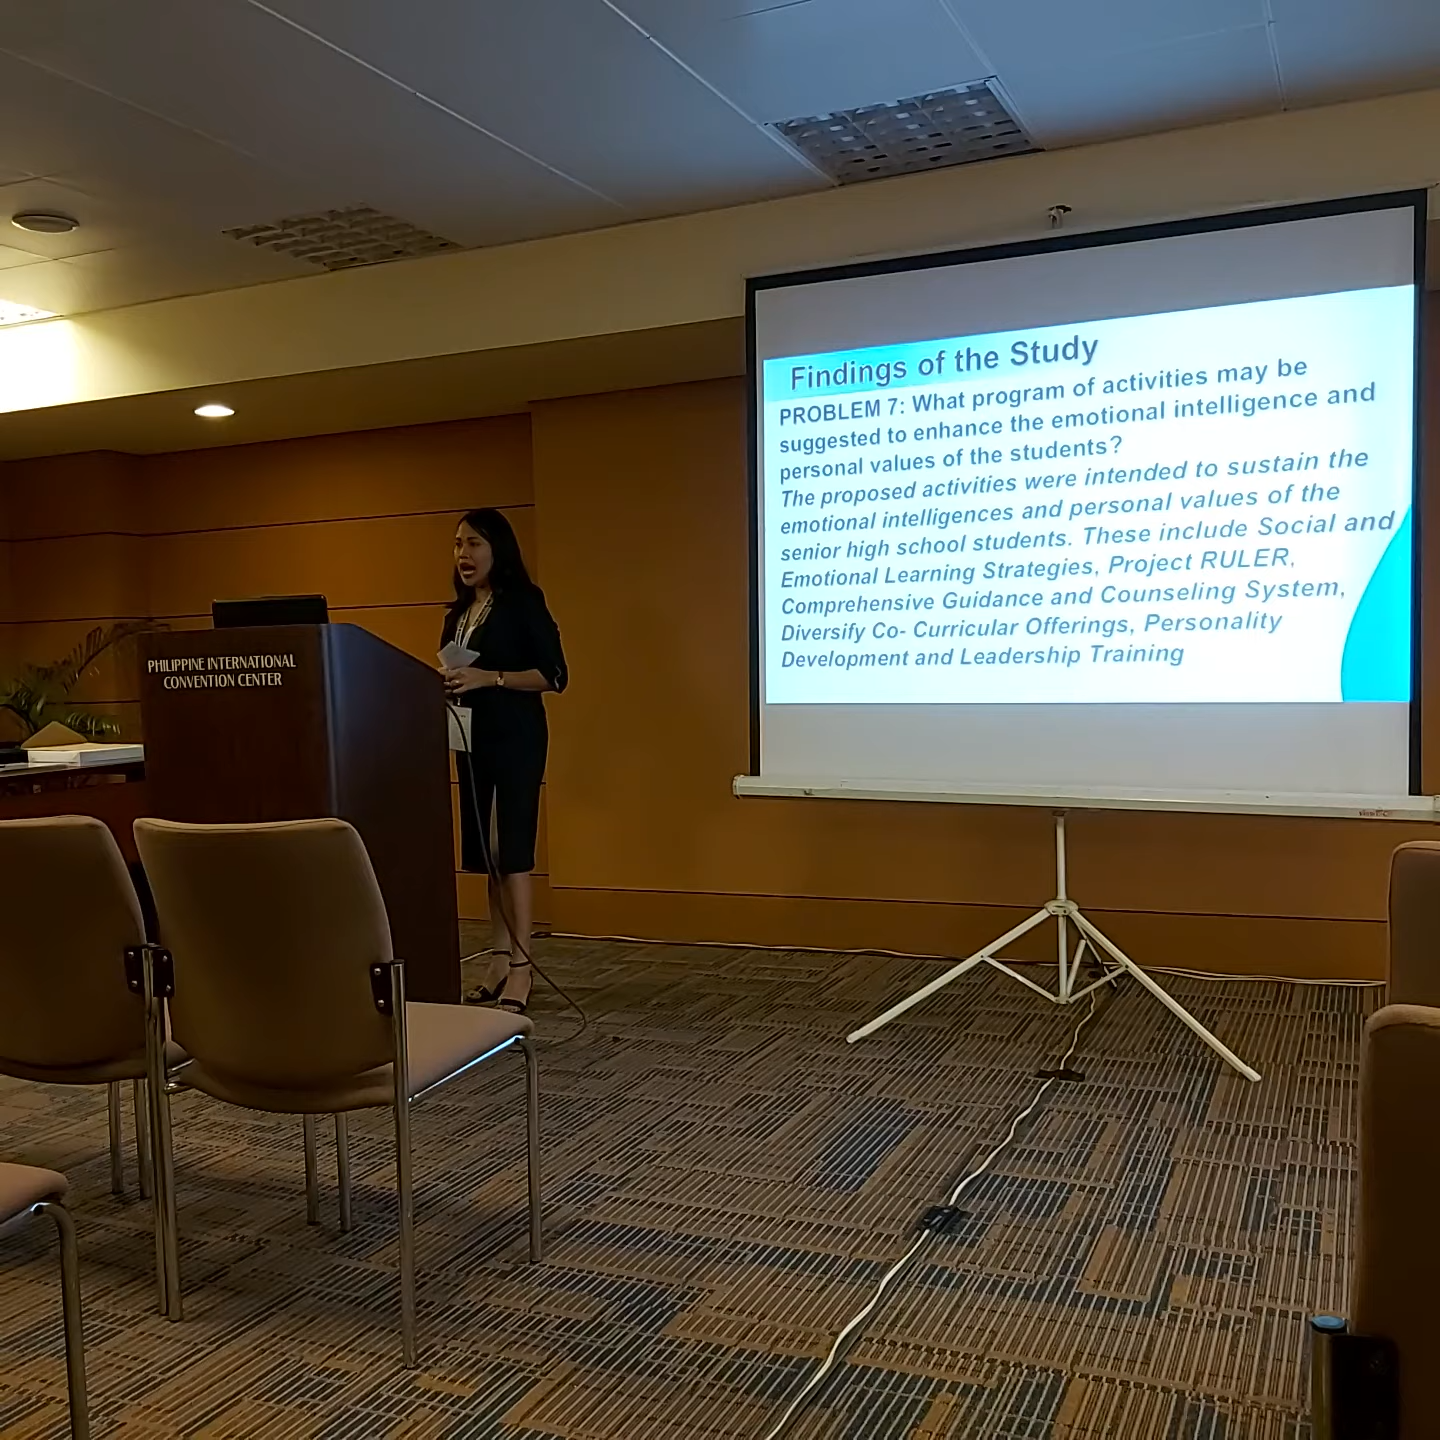 Findings of the Study
PROBLEM 7: What program of activities may be
suggested to enhance the emotional intelligence and
personal values of the students?
The proposed activities were intended to sustain the
emotional intelligences and personal values of the
senior high school students. These include Social and
Emotional Learning Strategies, Project RULER,
Comprehensive Guidance and Counseling System,
Diversify Co- Curricular Offerings, Personality
Development and Leadership Training
PHILIPPINE INTERNATIONAL
CONVENTION CENTER